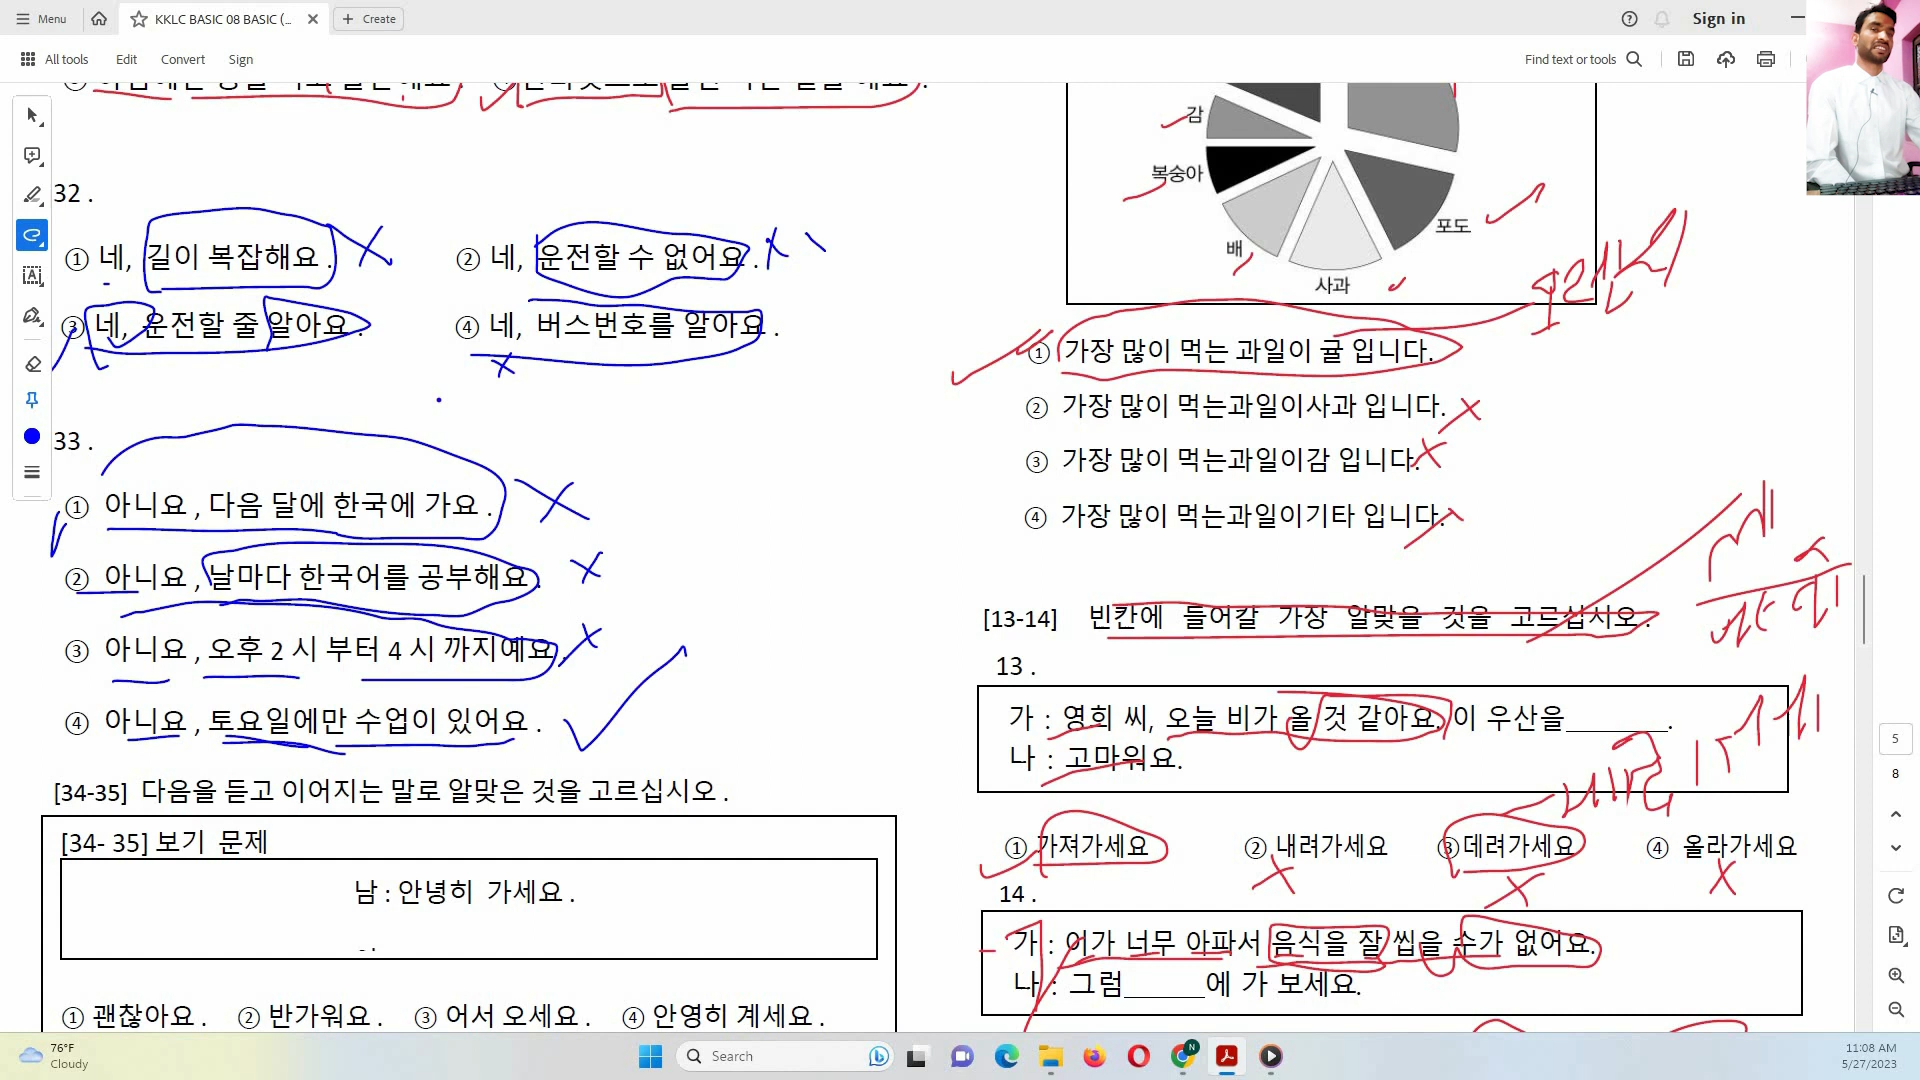 Menu
KKLC BASIC 08 BASIC (...
Create
Sign in
All tools
Edit
Convert
Sign
Find text or tools
32 .
① 네, 길이 복잡해요 .
② 네, 운전할 수 없어요 .
③ 네, 운전할 줄 알아요 .
④ 네, 버스번호를 알아요 .
33 .
① 아니요 , 다음 달에 한국에 가요 .
② 아니요 , 날마다 한국어를 공부해요 .
③ 아니요 , 오후 2 시 부터 4 시 까지예요 .
④ 아니요 , 토요일에만 수업이 있어요 .
[34-35] 다음을 듣고 이어지는 말로 알맞은 것을 고르십시오 .
[34- 35] 보기 문제
남 : 안녕히 가세요 .
① 괜찮아요 .
② 반가워요 .
③ 어서 오세요 .
④ 안영히 계세요 .
감
복숭아
배
사과
포도
① 가장 많이 먹는 과일이 귤 입니다.
② 가장 많이 먹는과일이사과 입니다.
③ 가장 많이 먹는과일이감 입니다.
④ 가장 많이 먹는과일이기타 입니다.
[13-14] 빈칸에 들어갈 가장 알맞을 것을 고르십시오 .
13 .
가 : 영희 씨, 오늘 비가 올 것 같아요. 이 우산을________.
나 : 고마워요.
① 가져가세요
② 내려가세요
③ 데려가세요
④ 올라가세요
14 .
가 : 이가 너무 아파서 음식을 잘 씹을 수가 없어요.
나 : 그럼______에 가 보세요.
5
8
76°F
Cloudy
Search
11:08 AM
5/27/2023